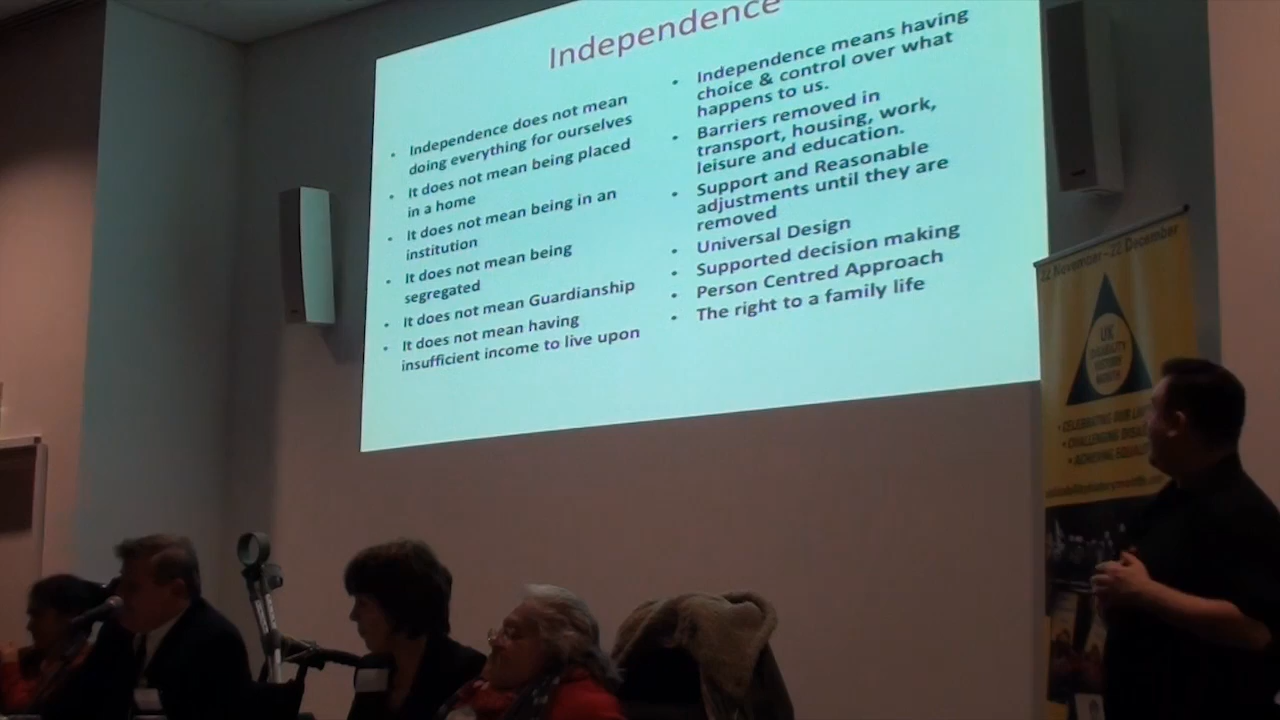 Independence
• Independence does not mean
doing everything for ourselves
• It does not mean being placed
in a home
• It does not mean being in an
institution
• It does not mean being
segregated
• It does not mean Guardianship
• It does not mean having
insufficient income to live upon
• Independence means having
choice & control over what
happens to us.
• Barriers removed in
transport, housing, work,
leisure and education.
• Support and Reasonable
adjustments until they are
removed
• Universal Design
• Supported decision making
• Person Centred Approach
• The right to a family life
22 November-22 December
UK
DISABILITY
HISTORY
MONTH
• CELEBRATING OUR
• CHALLENGING
• ACHIEVING